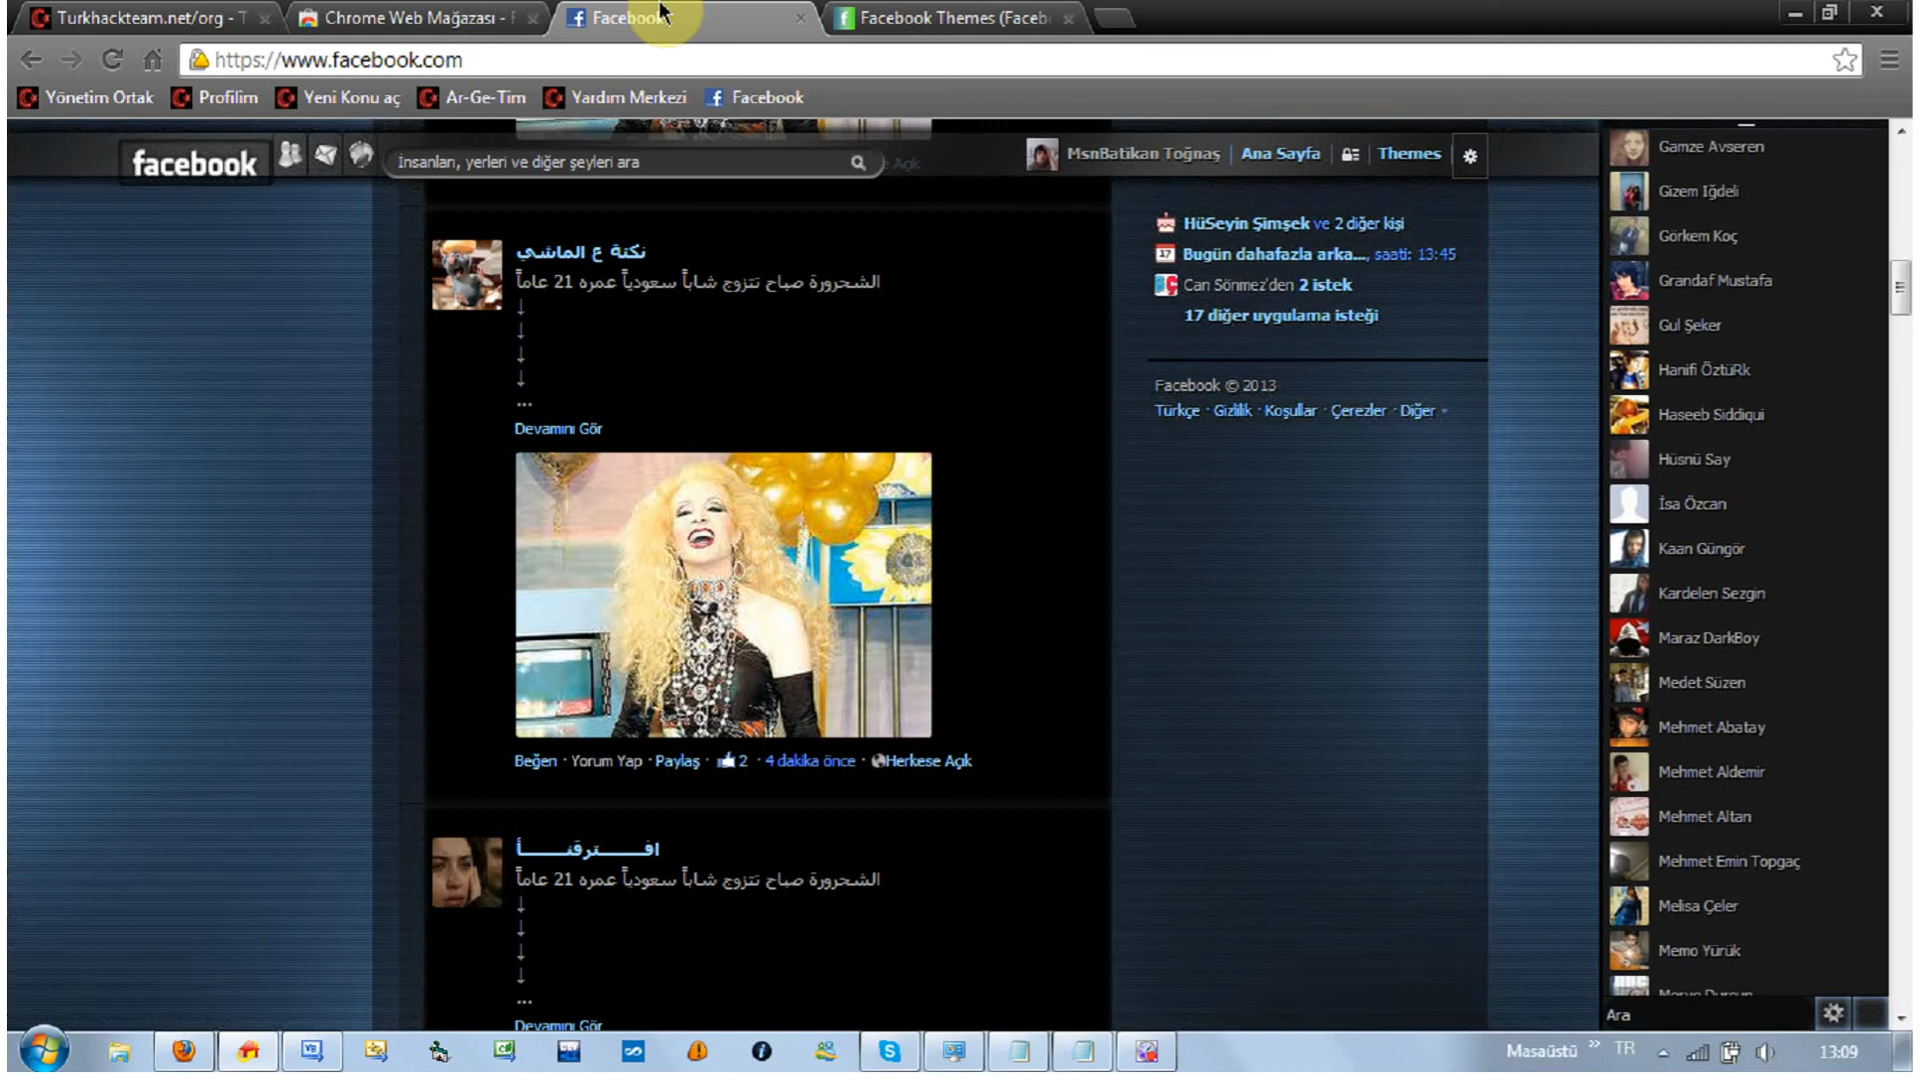 Turkhackteam.net/org - T
Chrome Web Mağazası - F
Facebook
Facebook Themes (Faceb
https://www.facebook.com
Yönetim Ortak
Profilim
Yeni Konu aç
Ar-Ge-Tim
Yardım Merkezi
Facebook
facebook
İnsanları, yerleri ve diğer şeyleri ara
MsnBatikan Toğnaş
Ana Sayfa
Themes
نكتة ع الماشي
الشحرورة صباح تتزوج شاباً سعودياً عمره 21 عاماً
↓
↓
↓
↓
...
Devamını Gör
Beğen · Yorum Yap · Paylaş · 2 · 4 dakika önce · Herkese Açık
افـــــــترقنـــــــا
الشحرورة صباح تتزوج شاباً سعودياً عمره 21 عاماً
↓
↓
↓
↓
...
Devamını Gör
HüSeyin Şimşek ve 2 diğer kişi
17
Bugün dahafazla arka..., saati: 13:45
Can Sönmez'den 2 istek
17 diğer uygulama isteği
Facebook © 2013
Türkçe · Gizlilik · Koşullar · Çerezler · Diğer
Gamze Avseren
Gizem Iğdeli
Görkem Koç
Grandaf Mustafa
Gul Şeker
Hanifi ÖztüRk
Haseeb Siddiqui
Hüsnü Say
İsa Özcan
Kaan Güngör
Kardelen Sezgin
Maraz DarkBoy
Medet Süzen
Mehmet Abatay
Mehmet Aldemir
Mehmet Altan
Mehmet Emin Topgaç
Melisa Çeler
Memo Yürük
Ara
Masaüstü
TR
13:09